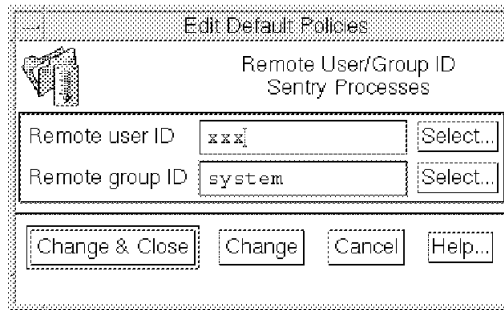 Edit Default Policies
Remote User/Group ID
Sentry Processes
Remote user ID xxx Select...
Remote group ID system Select...
Change & Close Change Cancel Help...